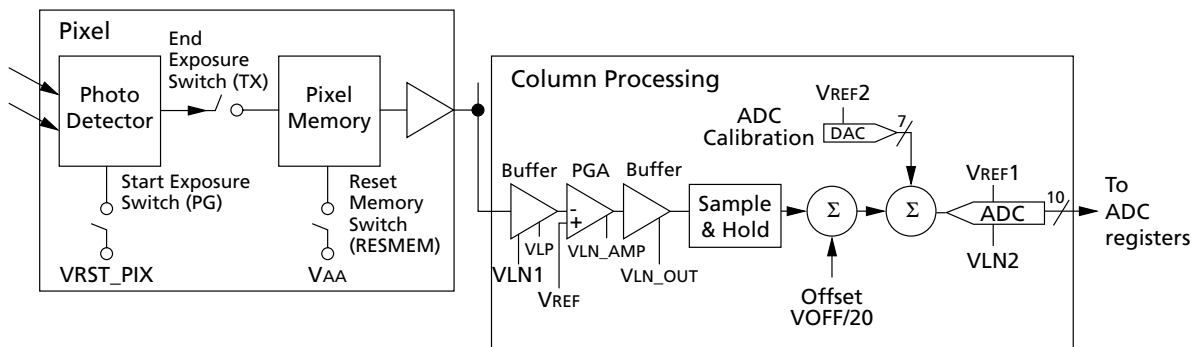 Pixel
End
Exposure
Switch (TX)
Photo
Detector
Pixel
Memory
Start Exposure
Switch (PG)
Reset
Memory
Switch
(RESMEM)
VRST_PIX
VAA
Column Processing
ADC
Calibration
VREF2
DAC
7
Buffer
PGA
Buffer
-
+
VLP
VLN_AMP
VLN1
VREF
VLN_OUT
Sample
& Hold
Σ
Σ
Offset
VOFF/20
VREF1
ADC
10
VLN2
To
ADC
registers